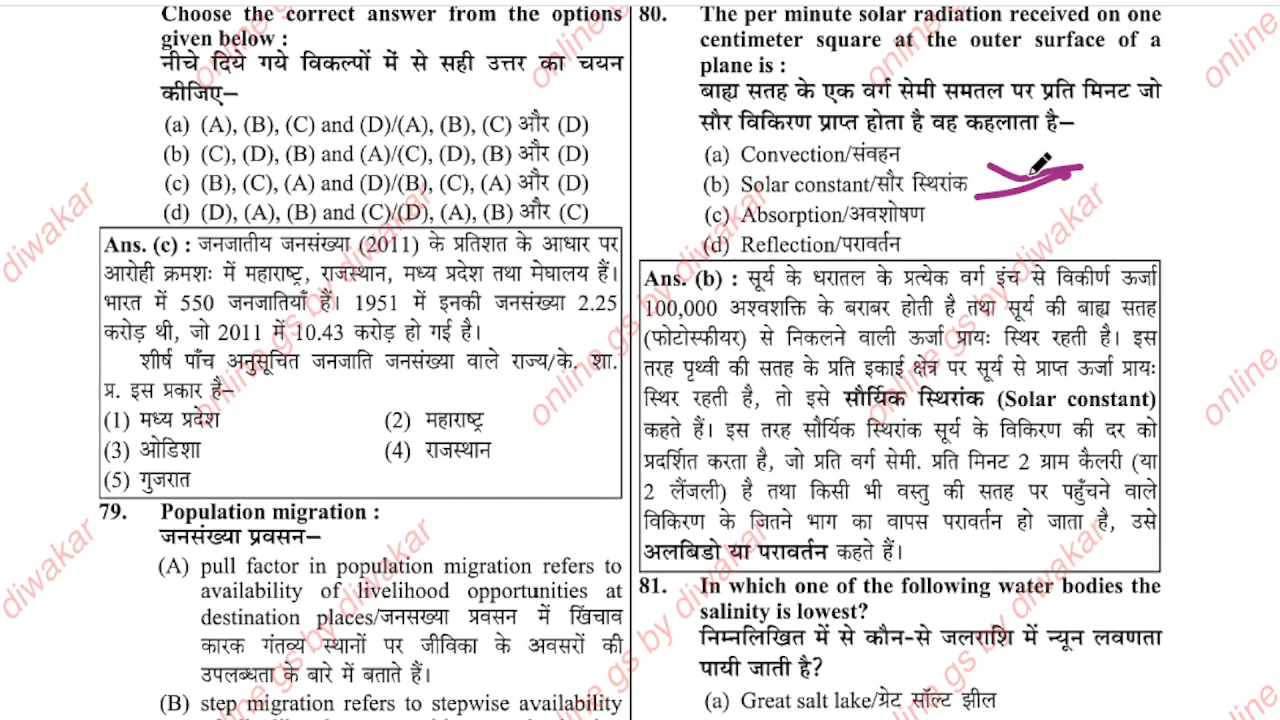 Choose the correct answer from the options
given below :
नीचे दिये गये विकल्पों में से सही उत्तर का चयन
कीजिए–
(a) (A), (B), (C) and (D)/(A), (B), (C) और (D)
(b) (C), (D), (B) and (A)/(C), (D), (B) और (D)
(c) (B), (C), (A) and (D)/(B), (C), (A) और (D)
(d) (D), (A), (B) and (C)/(D), (A), (B) और (C)
Ans. (c) : जनजातीय जनसंख्या (2011) के प्रतिशत के आधार पर
आरोही क्रमशः में महाराष्ट्र, राजस्थान, मध्य प्रदेश तथा मेघालय हैं।
भारत में 550 जनजातियाँ हैं। 1951 में इनकी जनसंख्या 2.25
करोड़ थी, जो 2011 में 10.43 करोड़ हो गई है।
शीर्ष पाँच अनुसूचित जनजाति जनसंख्या वाले राज्य/के. शा.
प्र. इस प्रकार है–
(1) मध्य प्रदेश (2) महाराष्ट्र
(3) ओडिशा (4) राजस्थान
(5) गुजरात
79. Population migration :
जनसंख्या प्रवसन–
(A) pull factor in population migration refers to
availability of livelihood opportunities at
destination places/जनसख्या प्रवसन में खिंचाव
कारक गंतव्य स्थानों पर जीविका के अवसरों की
उपलब्धता के बारे में बताते हैं।
(B) step migration refers to stepwise availability
80. The per minute solar radiation received on one
centimeter square at the outer surface of a
plane is :
बाह्य सतह के एक वर्ग सेमी समतल पर प्रति मिनट जो
सौर विकिरण प्राप्त होता है वह कहलाता है–
(a) Convection/संवहन
(b) Solar constant/सौर स्थिरांक
(c) Absorption/अवशोषण
(d) Reflection/परावर्तन
Ans. (b) : सूर्य के धरातल के प्रत्येक वर्ग इंच से विकीर्ण ऊर्जा
100,000 अश्वशक्ति के बराबर होती है तथा सूर्य की बाह्य सतह
(फोटोस्फीयर) से निकलने वाली ऊर्जा प्रायः स्थिर रहती है। इस
तरह पृथ्वी की सतह के प्रति इकाई क्षेत्र पर सूर्य से प्राप्त ऊर्जा प्रायः
स्थिर रहती है, तो इसे सौर्यिक स्थिरांक (Solar constant)
कहते हैं। इस तरह सौर्यिक स्थिरांक सूर्य के विकिरण की दर को
प्रदर्शित करता है, जो प्रति वर्ग सेमी. प्रति मिनट 2 ग्राम कैलरी (या
2 लैंजली) है तथा किसी भी वस्तु की सतह पर पहुँचने वाले
विकिरण के जितने भाग का वापस परावर्तन हो जाता है, उसे
अलबिडो या परावर्तन कहते हैं।
81. In which one of the following water bodies the
salinity is lowest?
निम्नलिखित में से कौन-से जलराशि में न्यून लवणता
पायी जाती है?
(a) Great salt lake/ग्रेट सॉल्ट झील
online gs by diwakar